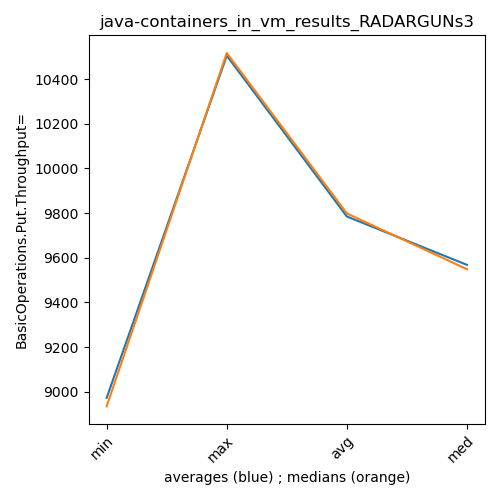 java-containers_in_vm_results_RADARGUNs3
BasicOperations.Put.Throughput=
10400
10200
10000
9800
9600
9400
9200
9000
min
max
avg
med
averages (blue) ; medians (orange)